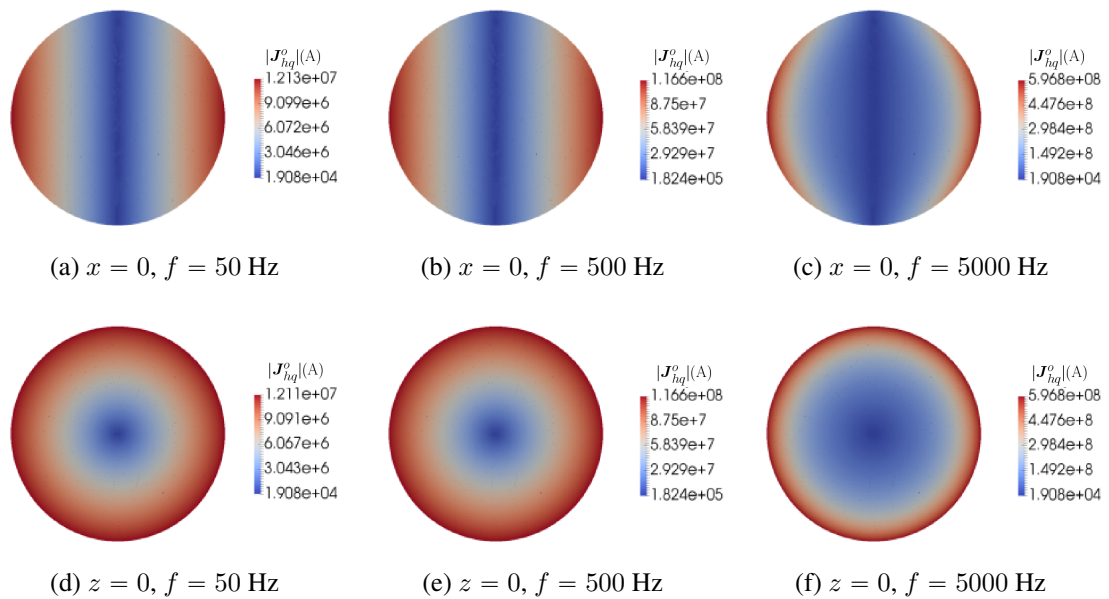 |J^o_hq|(A)
1.213e+07
9.099e+6
6.072e+6
3.046e+6
1.908e+04
(a) x = 0, f = 50 Hz
|J^o_hq|(A)
1.166e+08
8.75e+7
5.839e+7
2.929e+7
1.824e+05
(b) x = 0, f = 500 Hz
|J^o_hq|(A)
5.968e+08
4.476e+8
2.984e+8
1.492e+8
1.908e+04
(c) x = 0, f = 5000 Hz
|J^o_hq|(A)
1.211e+07
9.091e+6
6.067e+6
3.043e+6
1.908e+04
(d) z = 0, f = 50 Hz
|J^o_hq|(A)
1.166e+08
8.75e+7
5.839e+7
2.929e+7
1.824e+05
(e) z = 0, f = 500 Hz
|J^o_hq|(A)
5.968e+08
4.476e+8
2.984e+8
1.492e+8
1.908e+04
(f) z = 0, f = 5000 Hz